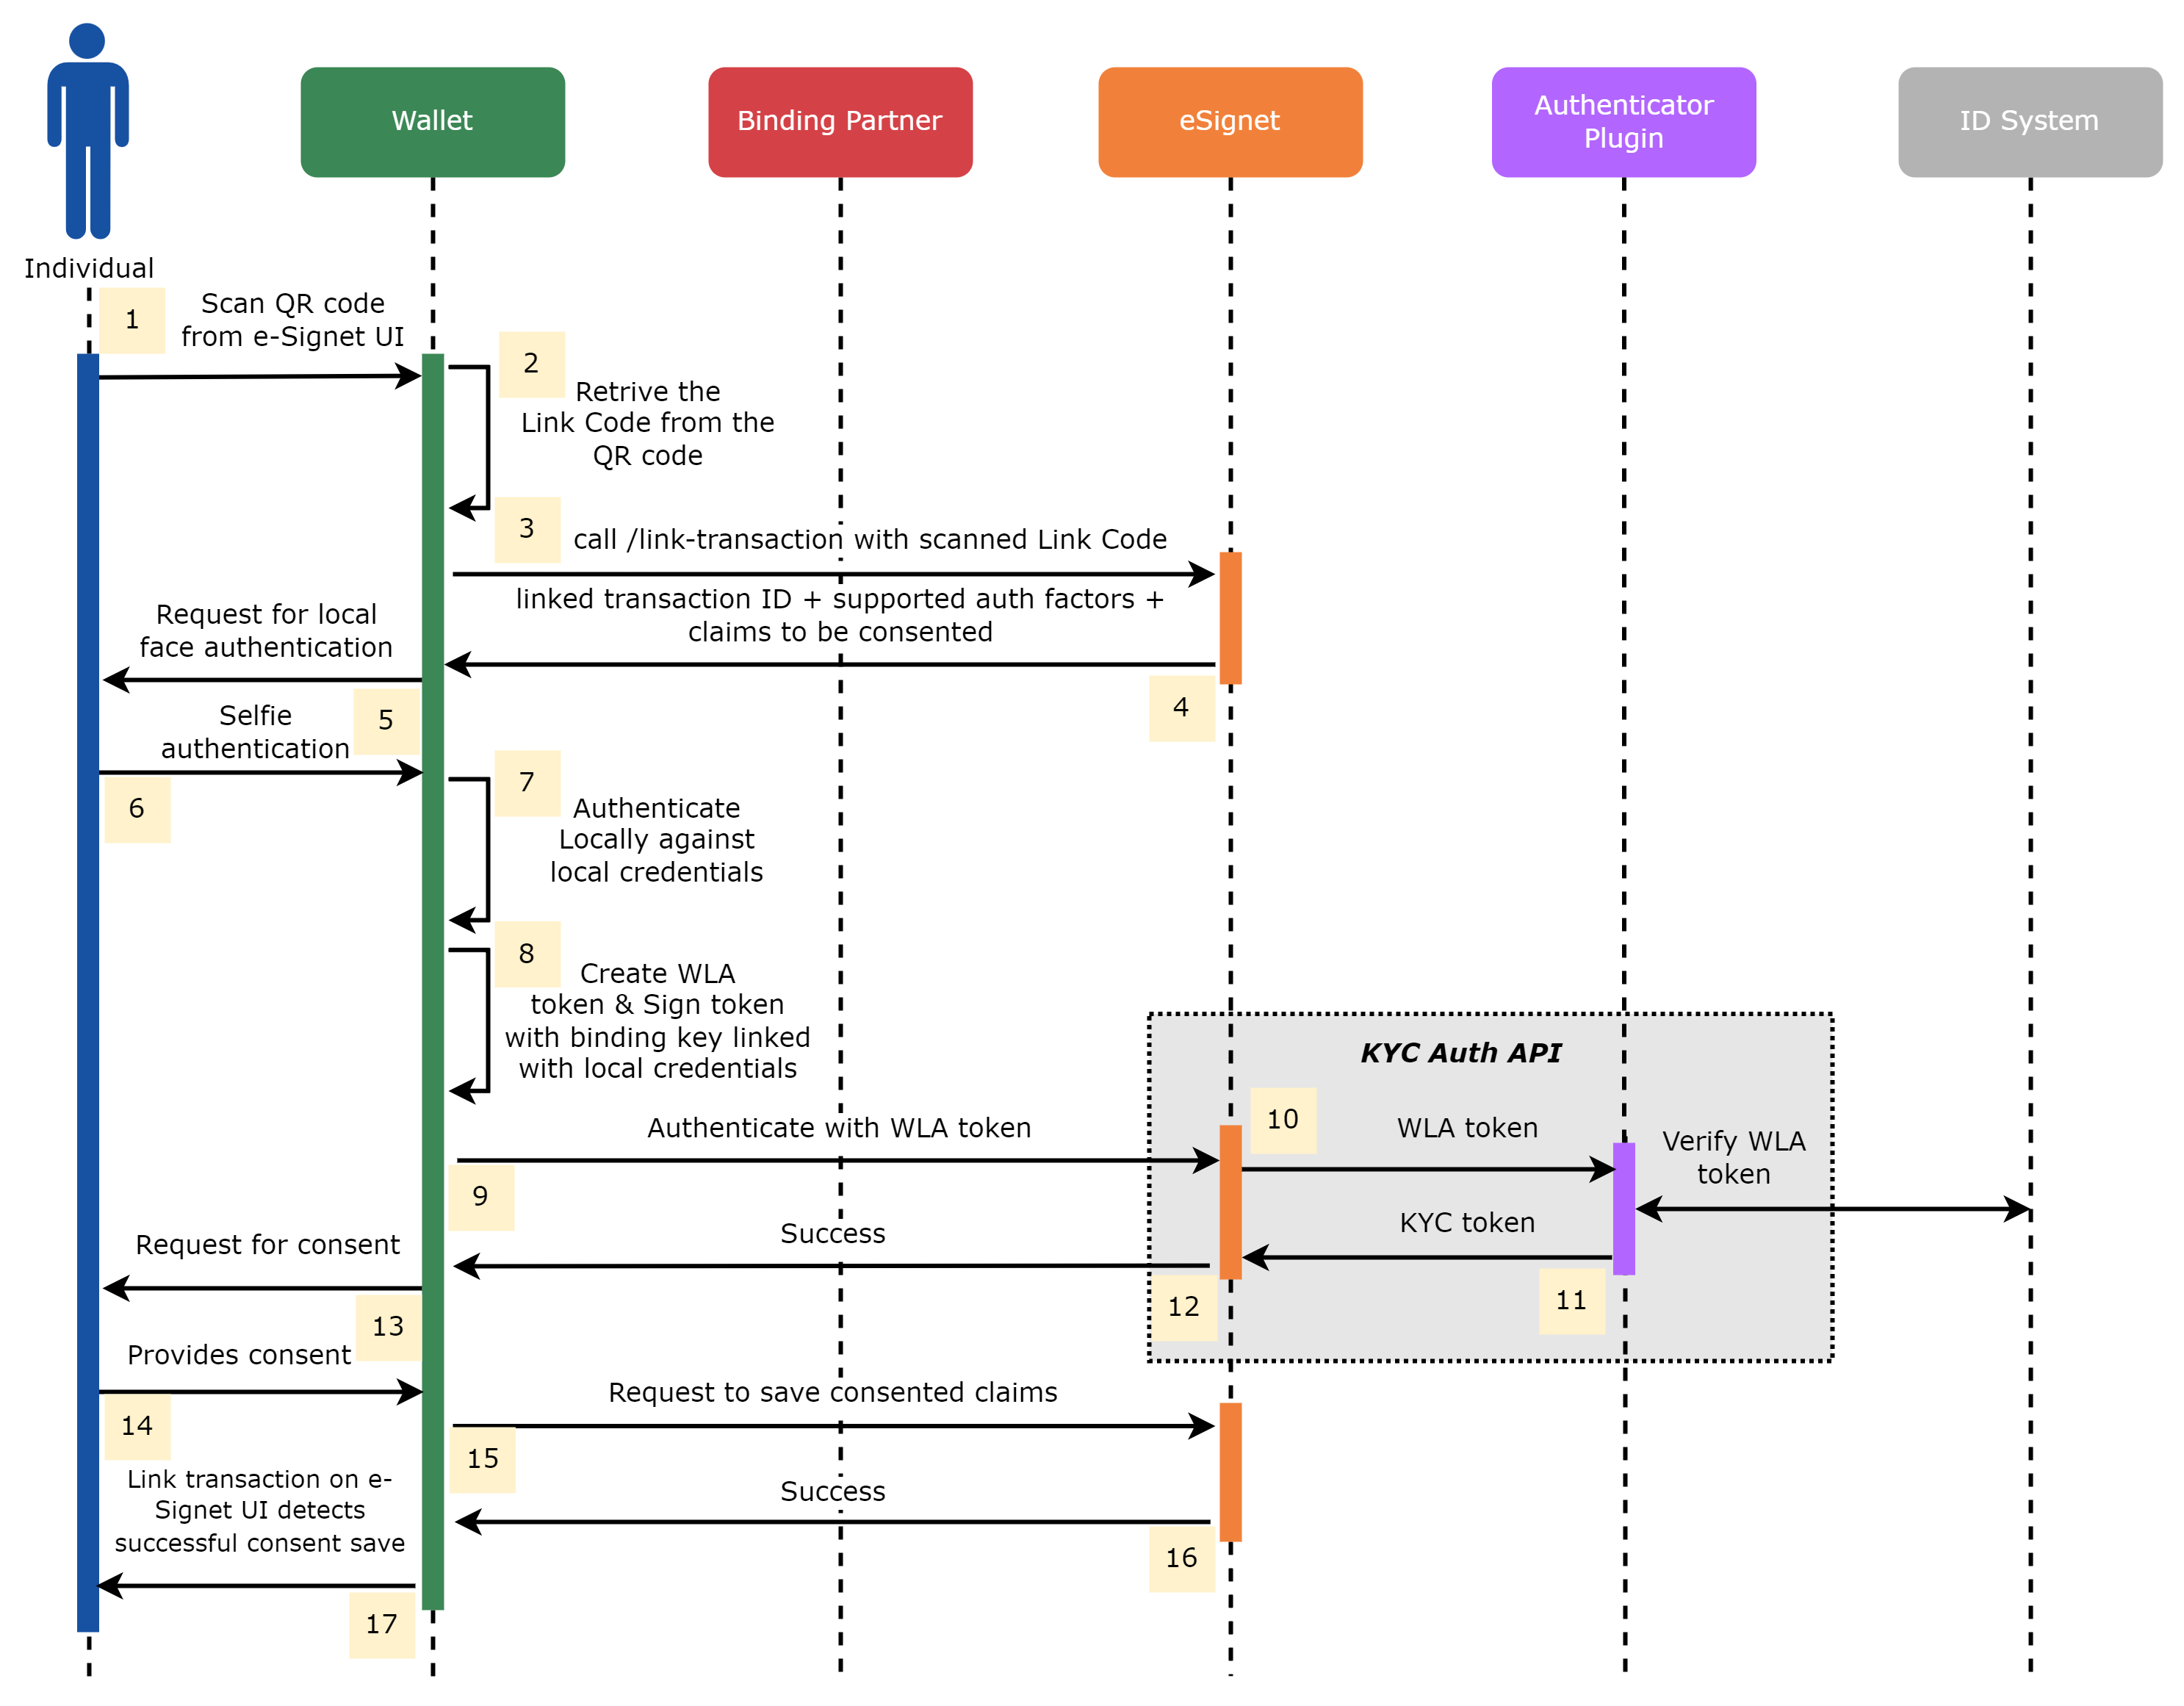 Wallet
Binding Partner
eSignet
Authenticator
Plugin
ID System
Individual
1
Scan QR code
from e-Signet UI
2
Retrive the
Link Code from the
QR code
3
call /link-transaction with scanned Link Code
linked transaction ID + supported auth factors +
claims to be consented
4
Request for local
face authentication
5
Selfie
authentication
6
7
Authenticate
Locally against
local credentials
8
Create WLA
token & Sign token
with binding key linked
with local credentials
KYC Auth API
Authenticate with WLA token
9
10
WLA token
Verify WLA
token
KYC token
11
Success
12
Request for consent
13
Provides consent
14
Request to save consented claims
15
Success
16
Link transaction on e-
Signet UI detects
successful consent save
17